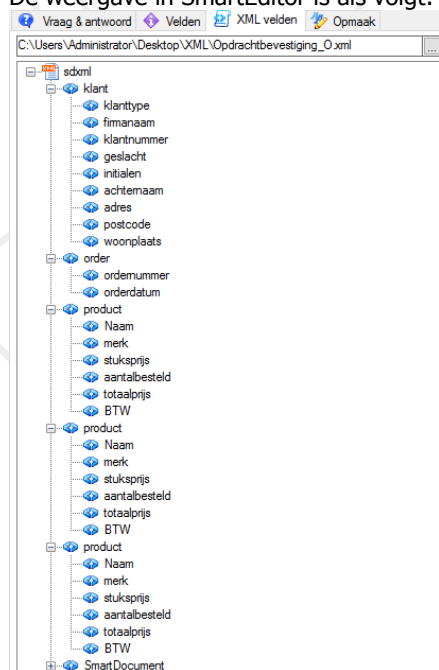 De weergave in SmartEditor is als volgt:
Vraag & antwoord Velden XML velden Opmaak
C:\Users\Administrator\Desktop\XML\Opdrachtbevestiging_O.xml ...
sdxml
klant
klanttype
firmanaam
klantnummer
geslacht
initialen
achternaam
adres
postcode
woonplaats
order
ordernummer
orderdatum
product
Naam
merk
stuksprijs
aantalbesteld
totaalprijs
BTW
product
Naam
merk
stuksprijs
aantalbesteld
totaalprijs
BTW
product
Naam
merk
stuksprijs
aantalbesteld
totaalprijs
BTW
SmartDocument